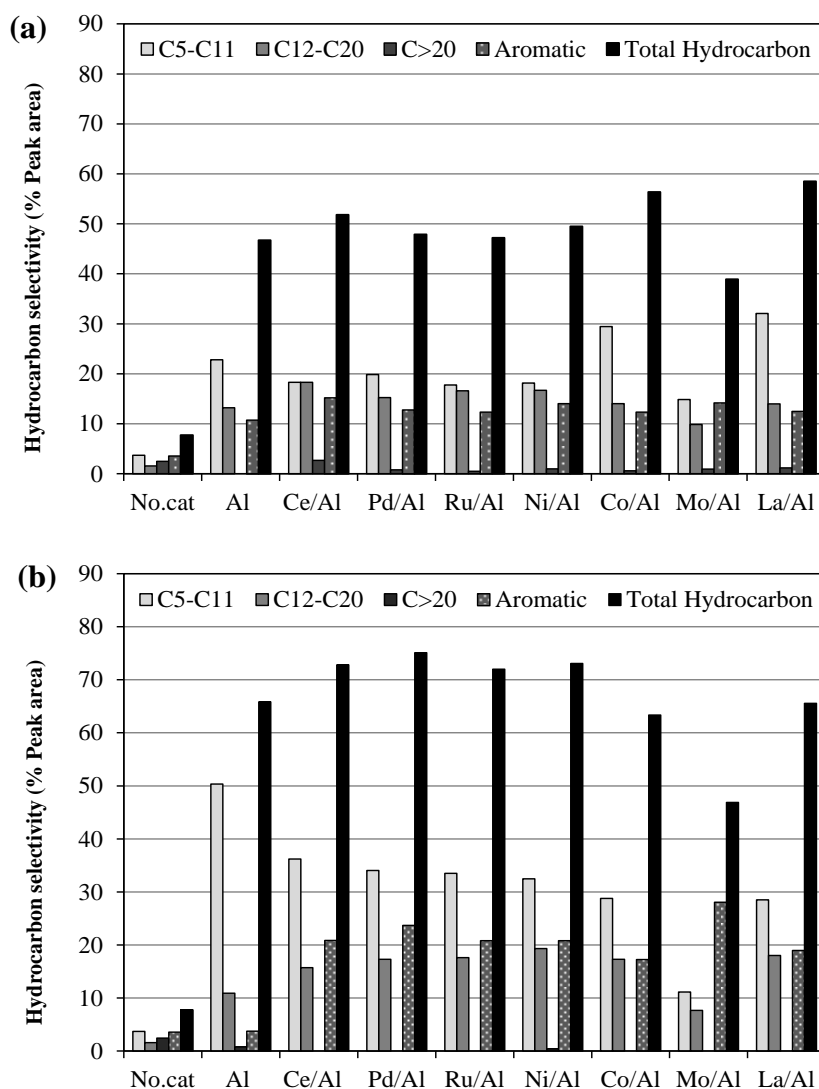 (a)
Hydrocarbon selectivity (% Peak area)
90
80
70
60
50
40
30
20
10
0
C5-C11 C12-C20 C>20 Aromatic Total Hydrocarbon
No.cat Al Ce/Al Pd/Al Ru/Al Ni/Al Co/Al Mo/Al La/Al
(b)
Hydrocarbon selectivity (% Peak area)
90
80
70
60
50
40
30
20
10
0
C5-C11 C12-C20 C>20 Aromatic Total Hydrocarbon
No.cat Al Ce/Al Pd/Al Ru/Al Ni/Al Co/Al Mo/Al La/Al